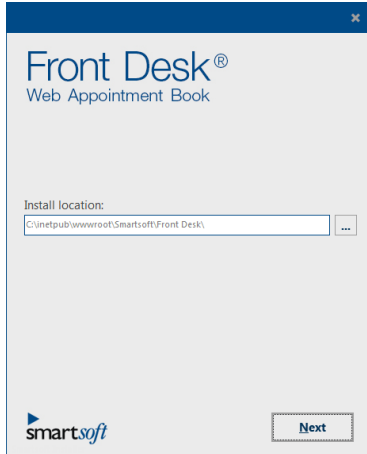 Front Desk®
Web Appointment Book
Install location:
C:\inetpub\wwwroot\Smartsoft\Front Desk\
...
smartsoft
Next